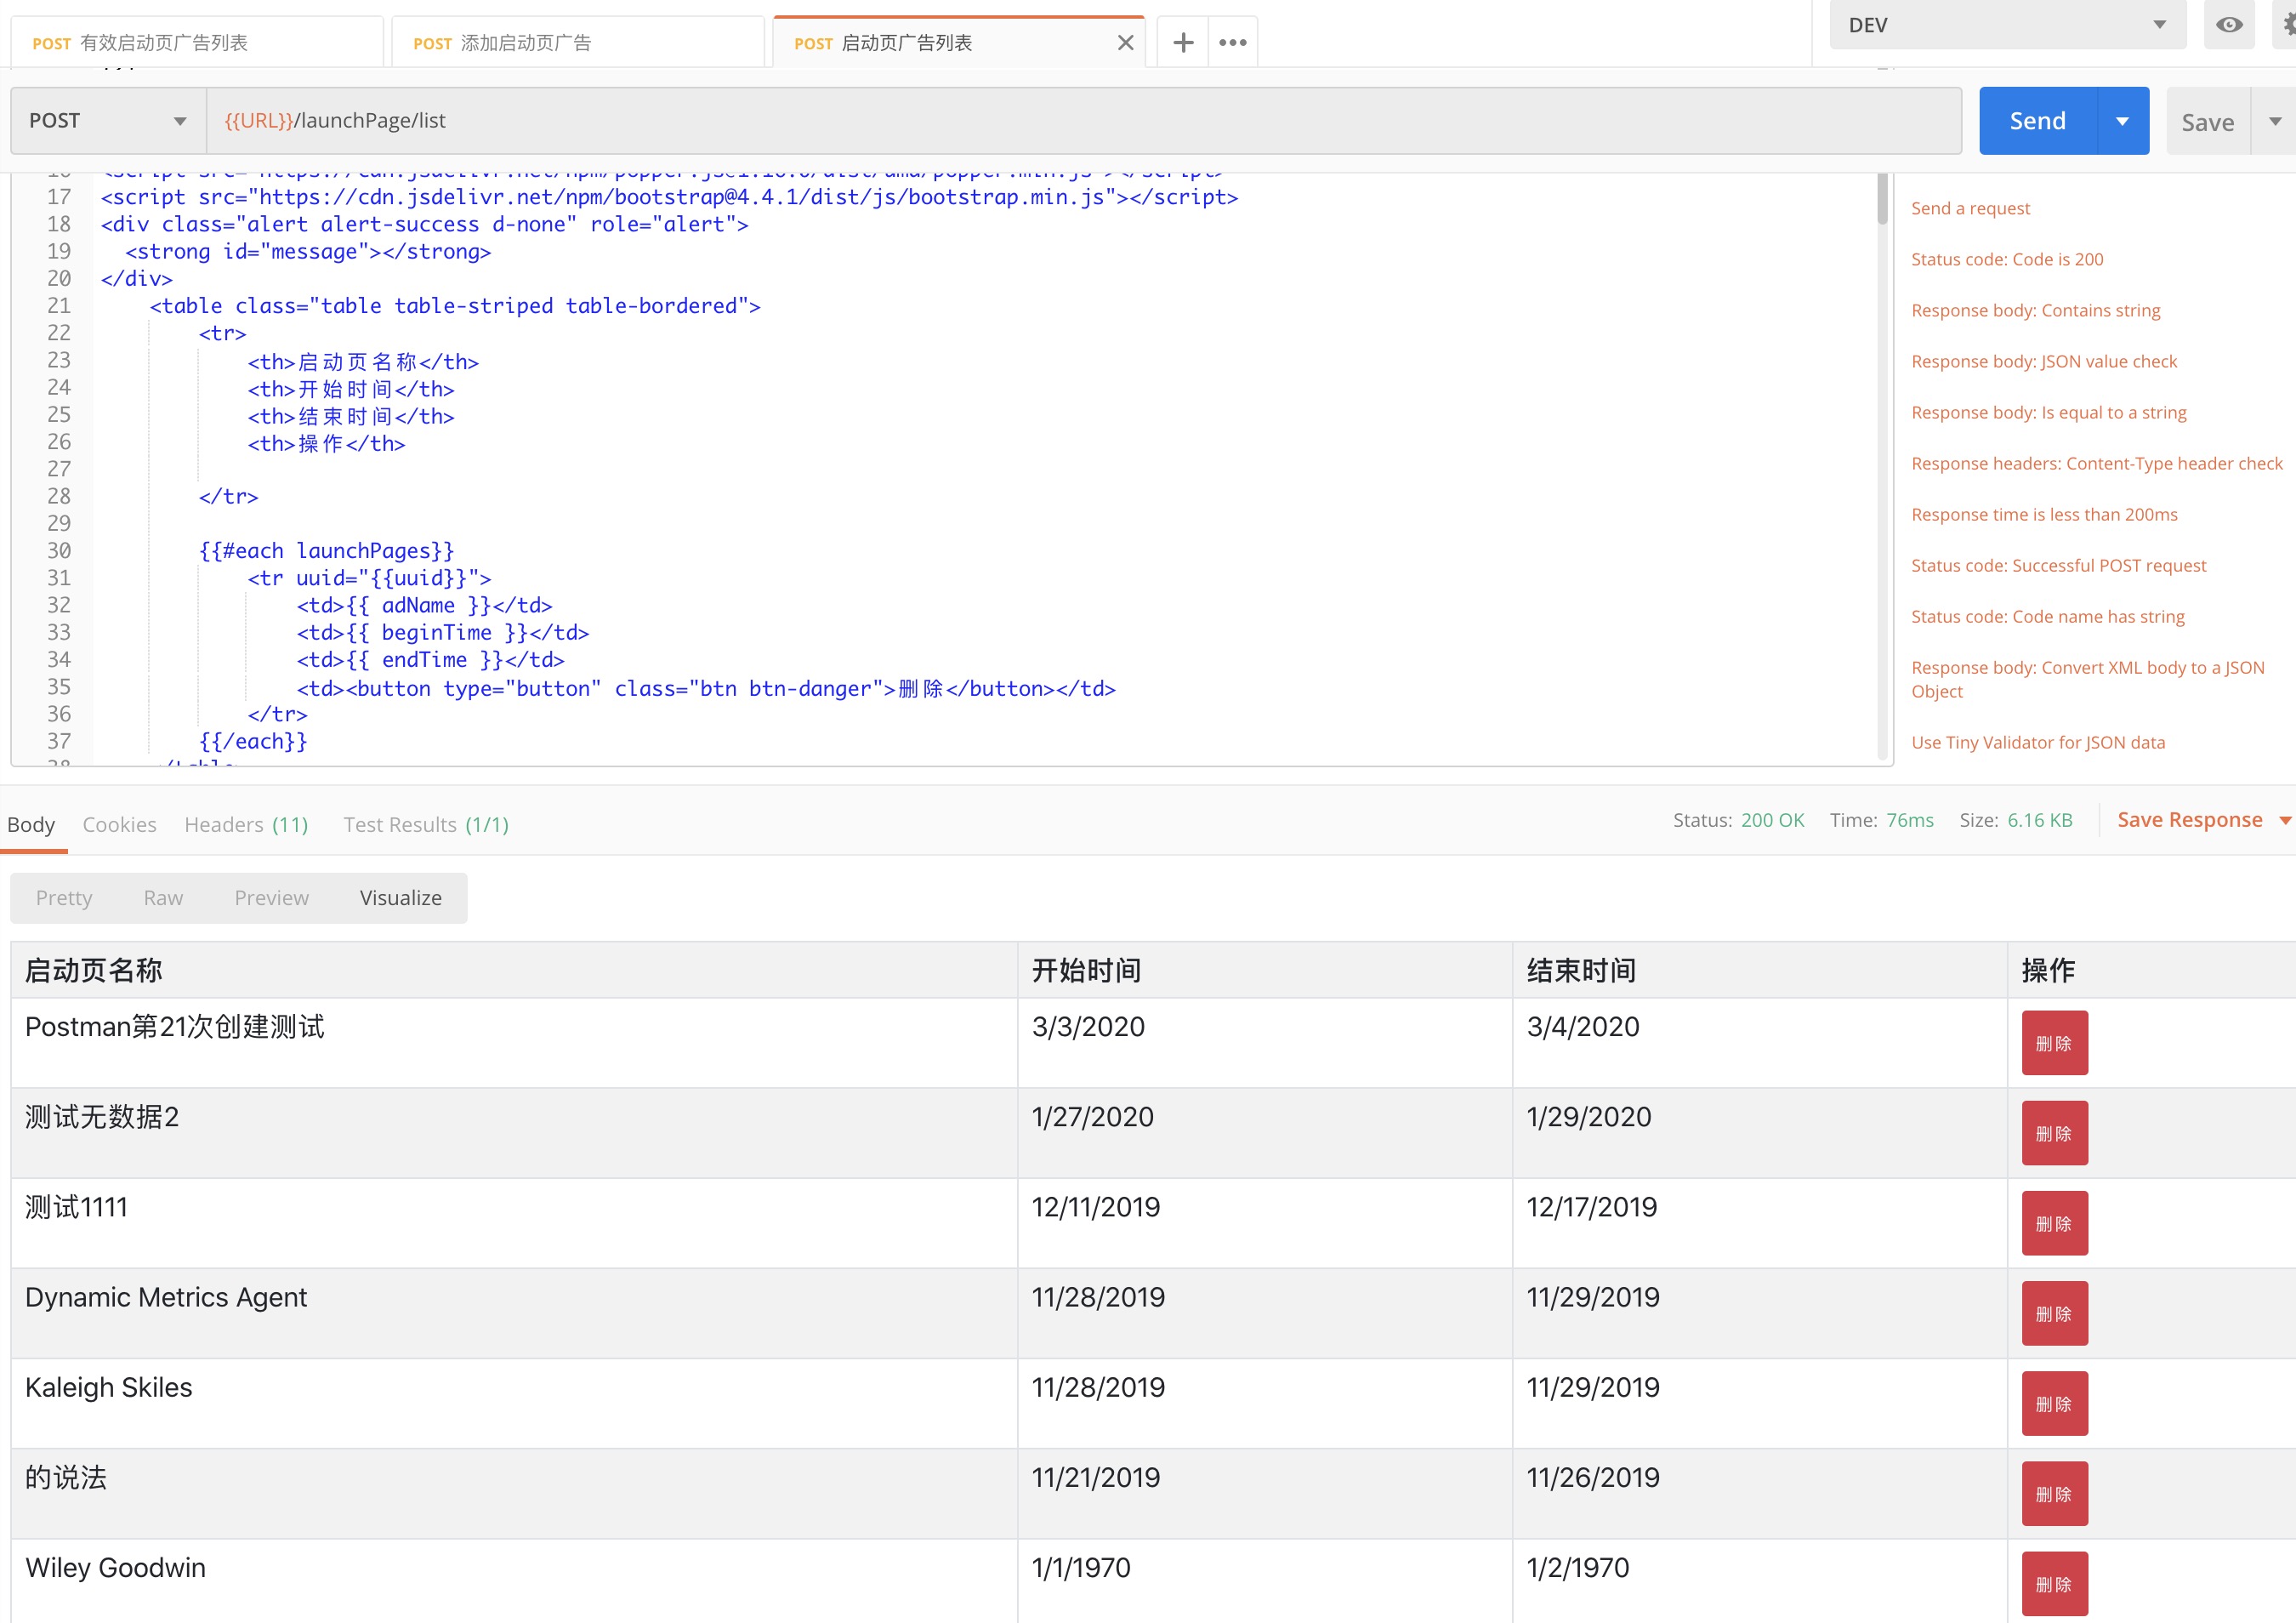 POST 有效启动页广告列表
POST 添加启动页广告
POST 启动页广告列表
DEV
POST
{{URL}}/launchPage/list
Send
Save
17 <script src="https://cdn.jsdelivr.net/npm/bootstrap@4.4.1/dist/js/bootstrap.min.js"></script>
18 <div class="alert alert-success d-none" role="alert">
19 <strong id="message"></strong>
20 </div>
21 <table class="table table-striped table-bordered">
22 <tr>
23 <th>启动页名称</th>
24 <th>开始时间</th>
25 <th>结束时间</th>
26 <th>操作</th>
27
28 </tr>
29
30 {{#each launchPages}}
31 <tr uuid="{{uuid}}">
32 <td>{{ adName }}</td>
33 <td>{{ beginTime }}</td>
34 <td>{{ endTime }}</td>
35 <td><button type="button" class="btn btn-danger">删除</button></td>
36 </tr>
37 {{/each}}
Send a request
Status code: Code is 200
Response body: Contains string
Response body: JSON value check
Response body: Is equal to a string
Response headers: Content-Type header check
Response time is less than 200ms
Status code: Successful POST request
Status code: Code name has string
Response body: Convert XML body to a JSON
Object
Use Tiny Validator for JSON data
Body Cookies Headers (11) Test Results (1/1)
Status: 200 OK Time: 76ms Size: 6.16 KB Save Response
Pretty Raw Preview Visualize
启动页名称 开始时间 结束时间 操作
Postman第21次创建测试 3/3/2020 3/4/2020 删除
测试无数据2 1/27/2020 1/29/2020 删除
测试1111 12/11/2019 12/17/2019 删除
Dynamic Metrics Agent 11/28/2019 11/29/2019 删除
Kaleigh Skiles 11/28/2019 11/29/2019 删除
的说法 11/21/2019 11/26/2019 删除
Wiley Goodwin 1/1/1970 1/2/1970 删除